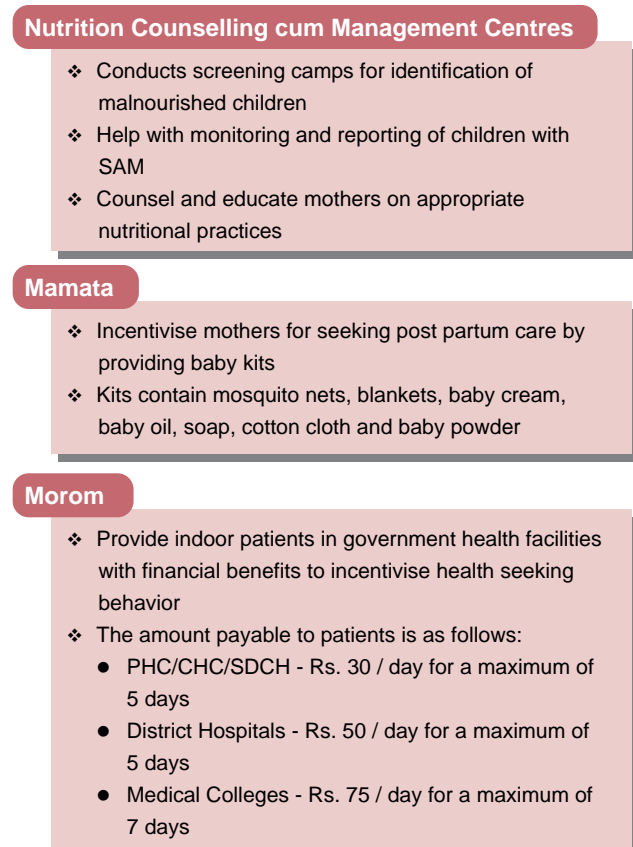 Nutrition Counselling cum Management Centres
❖ Conducts screening camps for identification of
malnourished children
❖ Help with monitoring and reporting of children with
SAM
❖ Counsel and educate mothers on appropriate
nutritional practices
Mamata
❖ Incentivise mothers for seeking post partum care by
providing baby kits
❖ Kits contain mosquito nets, blankets, baby cream,
baby oil, soap, cotton cloth and baby powder
Morom
❖ Provide indoor patients in government health facilities
with financial benefits to incentivise health seeking
behavior
❖ The amount payable to patients is as follows:
● PHC/CHC/SDCH - Rs. 30 / day for a maximum of
5 days
● District Hospitals - Rs. 50 / day for a maximum of
5 days
● Medical Colleges - Rs. 75 / day for a maximum of
7 days